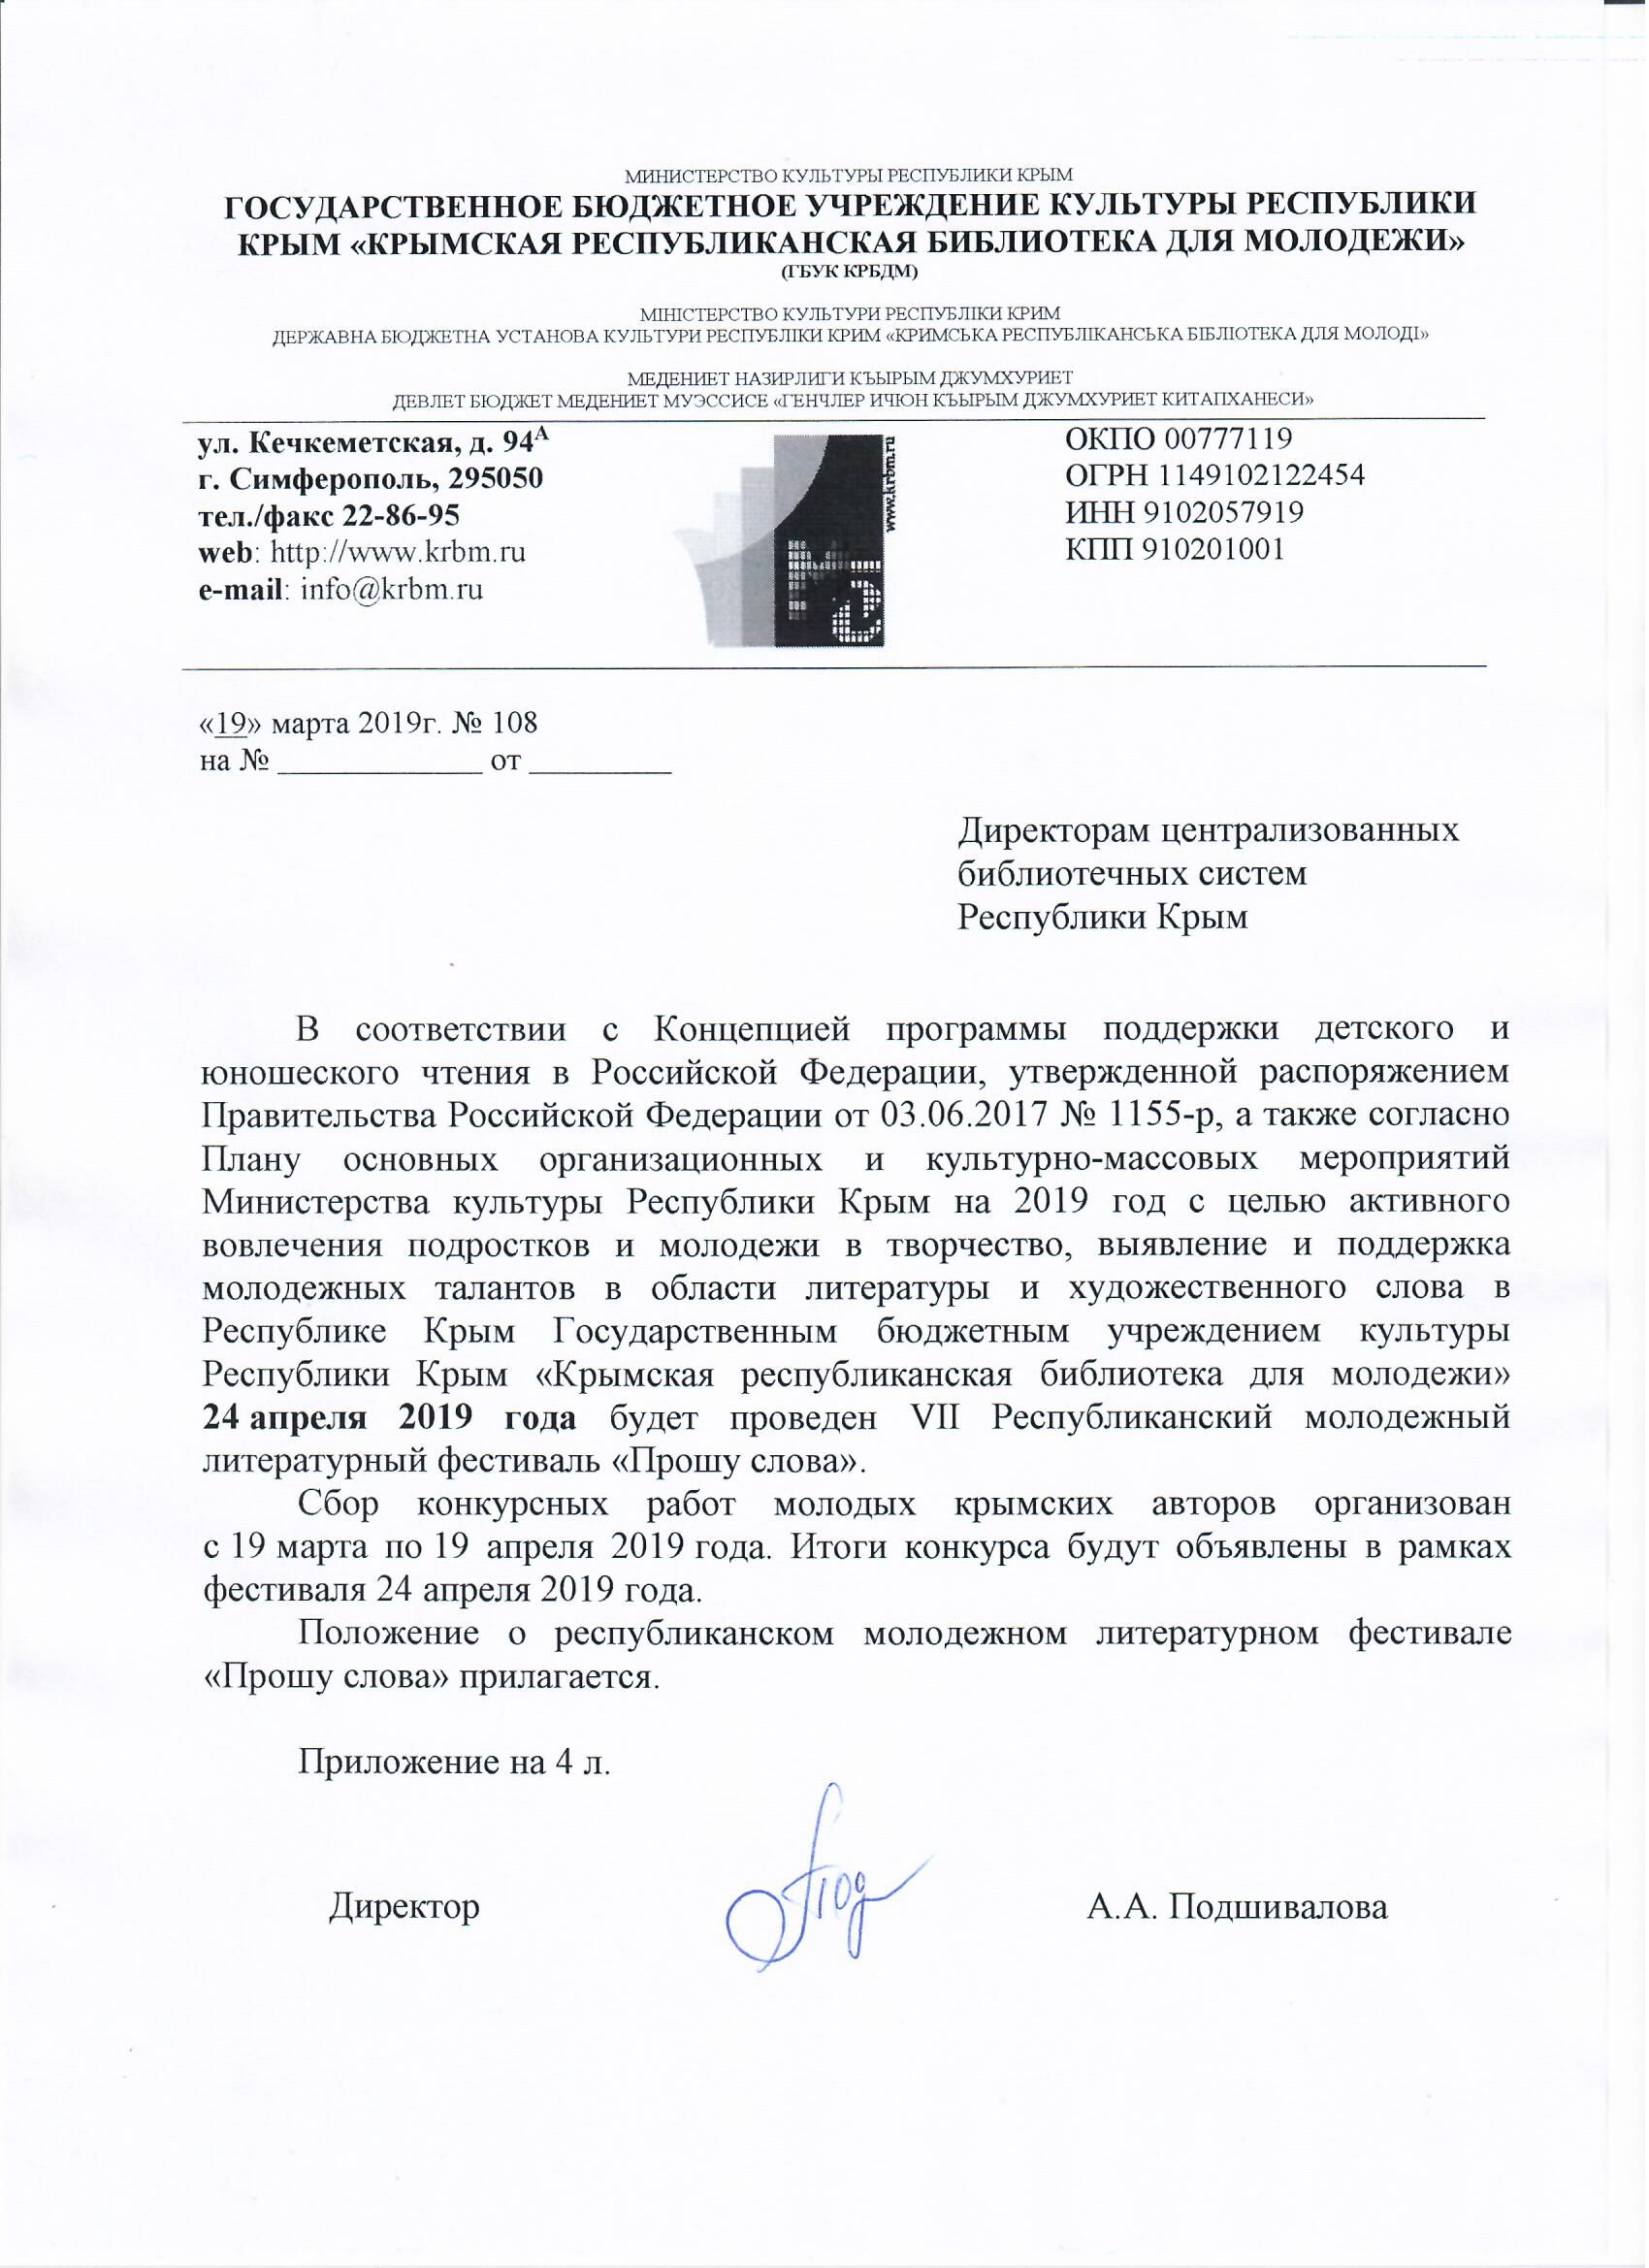 МИНИСТЕРСТВО КУЛЬТУРЫ РЕСПУБЛИКИ КРЫМ
ГОСУДАРСТВЕННОЕ БЮДЖЕТНОЕ УЧРЕЖДЕНИЕ КУЛЬТУРЫ РЕСПУБЛИКИ
КРЫМ «КРЫМСКАЯ РЕСПУБЛИКАНСКАЯ БИБЛИОТЕКА ДЛЯ МОЛОДЕЖИ»
(ГБУК КРБДМ)
МІНІСТЕРСТВО КУЛЬТУРИ РЕСПУБЛІКИ КРИМ
ДЕРЖАВНА БЮДЖЕТНА УСТАНОВА КУЛЬТУРИ РЕСПУБЛІКИ КРИМ «КРИМСЬКА РЕСПУБЛІКАНСЬКА БІБЛІОТЕКА ДЛЯ МОЛОДІ»
МЕДЕНИЕТ НАЗИРЛИГИ КЪЫРЫМ ДЖУМХУРИЕТ
ДЕВЛЕТ БЮДЖЕТ МЕДЕНИЕТ МУЭССИСЕ «ГЕНЧЛЕР ИЧЮН КЪЫРЫМ ДЖУМХУРИЕТ КИТАПХАНЕСИ»
ул. Кечкеметская, д. 94А
г. Симферополь, 295050
тел./факс 22-86-95
web: http://www.krbm.ru
e-mail: info@krbm.ru
www.krbm.ru
МБ
ОКПО 00777119
ОГРН 1149102122454
ИНН 9102057919
КПП 910201001
«19» марта 2019г. № 108
на № _____________ от _________
Директорам централизованных
библиотечных систем
Республики Крым
В соответствии с Концепцией программы поддержки детского и
юношеского чтения в Российской Федерации, утвержденной распоряжением
Правительства Российской Федерации от 03.06.2017 № 1155-р, а также согласно
Плану основных организационных и культурно-массовых мероприятий
Министерства культуры Республики Крым на 2019 год с целью активного
вовлечения подростков и молодежи в творчество, выявление и поддержка
молодежных талантов в области литературы и художественного слова в
Республике Крым Государственным бюджетным учреждением культуры
Республики Крым «Крымская республиканская библиотека для молодежи»
24 апреля 2019 года будет проведен VII Республиканский молодежный
литературный фестиваль «Прошу слова».
Сбор конкурсных работ молодых крымских авторов организован
с 19 марта по 19 апреля 2019 года. Итоги конкурса будут объявлены в рамках
фестиваля 24 апреля 2019 года.
Положение о республиканском молодежном литературном фестивале
«Прошу слова» прилагается.
Приложение на 4 л.
Директор
А.А. Подшивалова